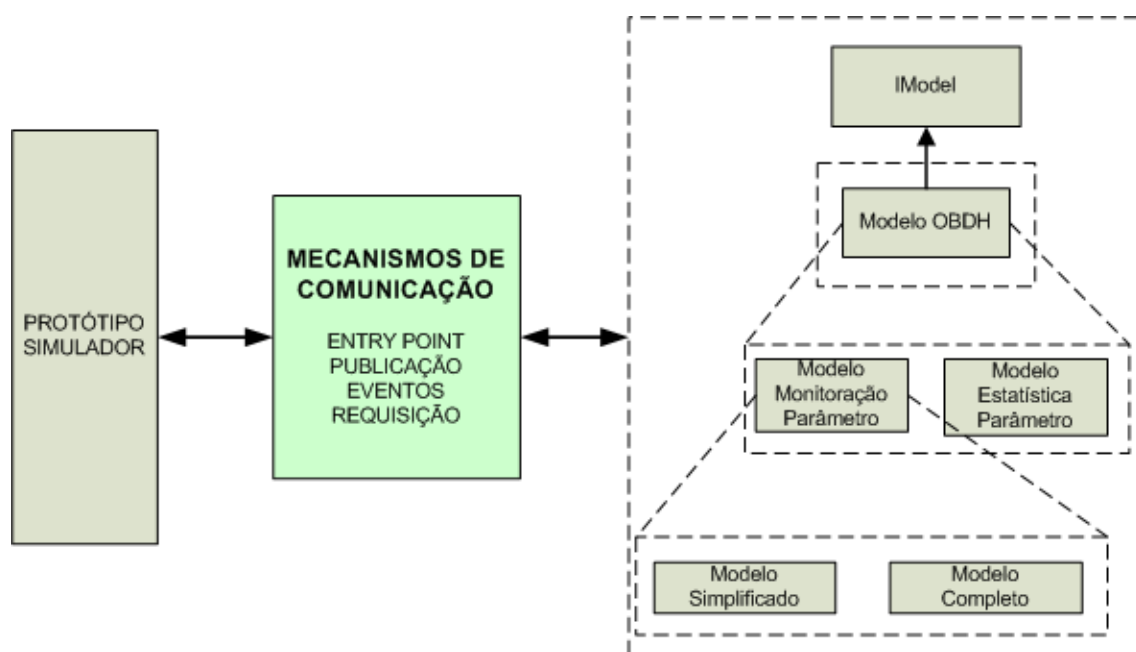 PROTÓTIPO
SIMULADOR
MECANISMOS DE
COMUNICAÇÃO
ENTRY POINT
PUBLICAÇÃO
EVENTOS
REQUISIÇÃO
IModel
Modelo OBDH
Modelo
Monitoração
Parâmetro
Modelo
Estatística
Parâmetro
Modelo
Simplificado
Modelo
Completo